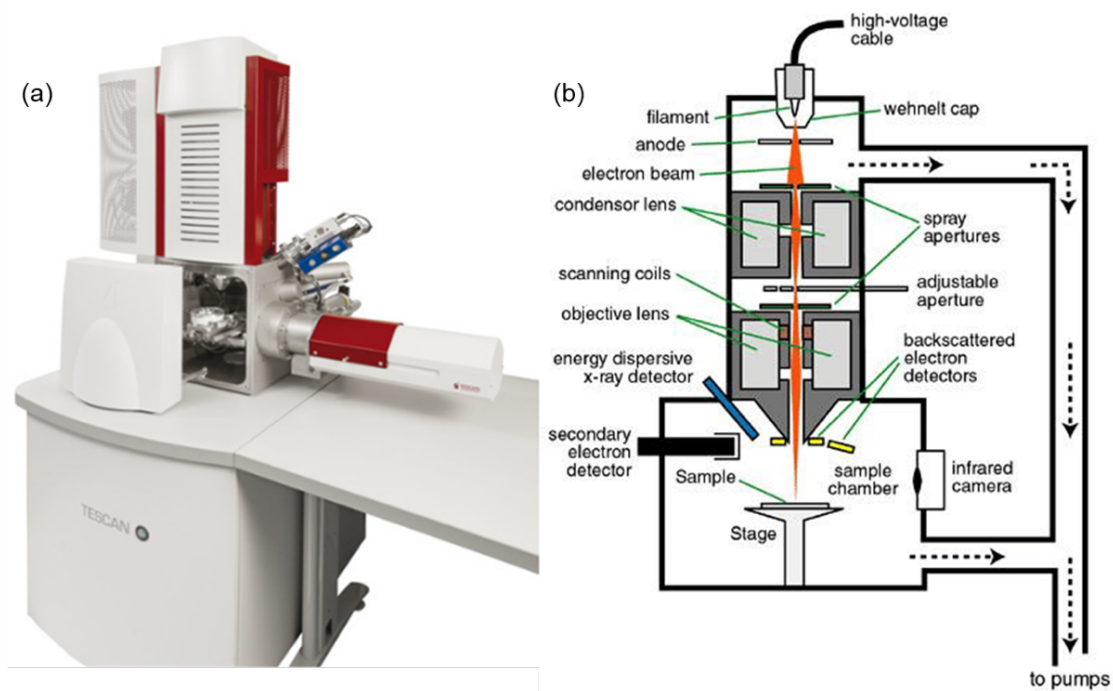 (a)
TESCAN
TESCAN
(b)
high-voltage
cable
filament
wehnelt cap
anode
electron beam
condensor lens
spray
apertures
scanning coils
adjustable
aperture
objective lens
backscattered
electron
detectors
energy dispersive
x-ray detector
secondary
electron
detector
Sample
sample
chamber
infrared
camera
Stage
to pumps